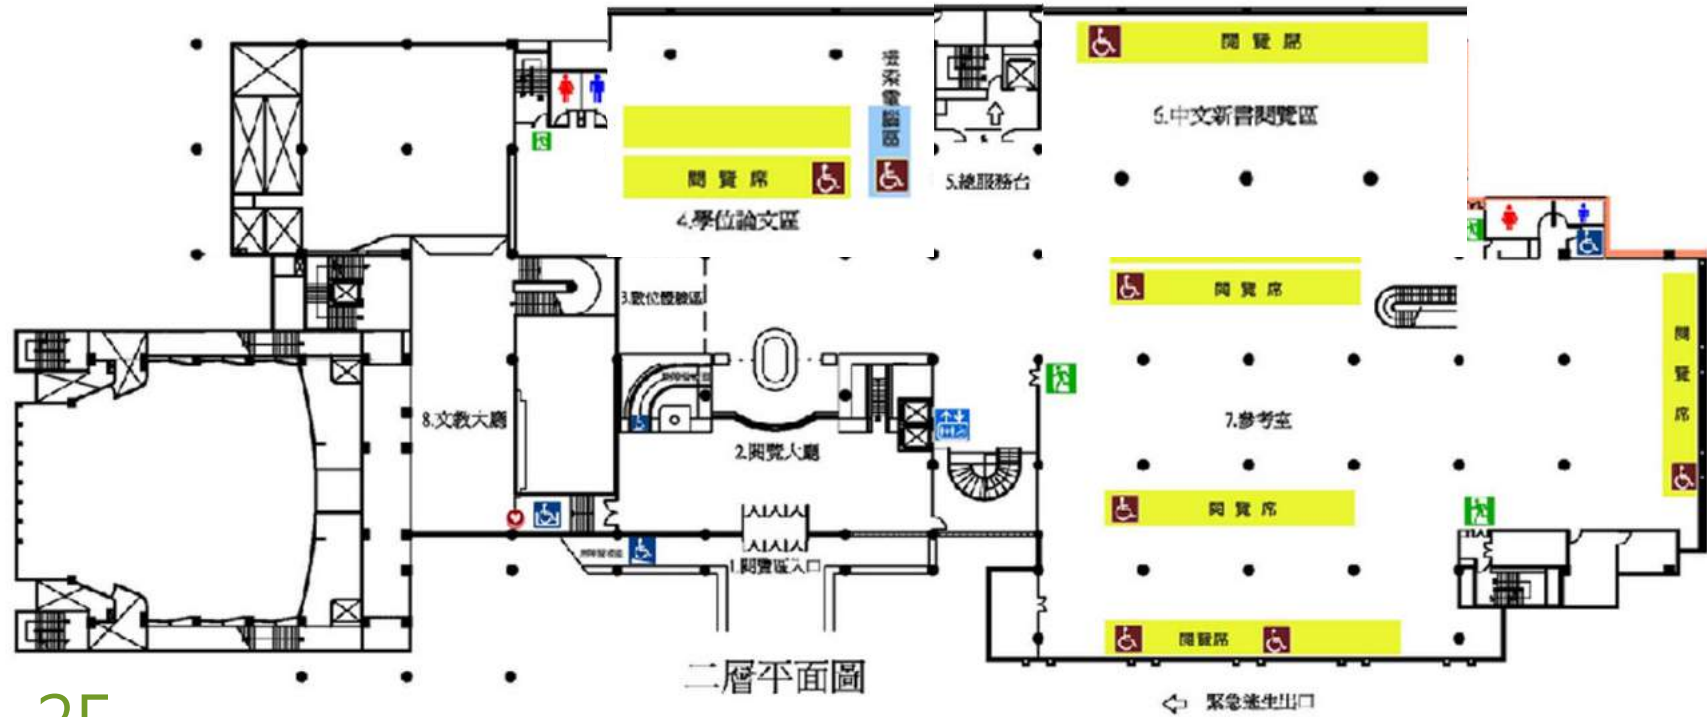 閱覽席
檢索電腦區
6.中文新書閱覽區
閱覽席
5.總服務台
4.學位論文區
3.數位體驗區
閱覽席
閱覽席
8.文教大廳
7.參考室
2.閱覽大廳
閱覽席
1.閱覽區入口
閱覽席
二層平面圖
緊急逃生出口
2F